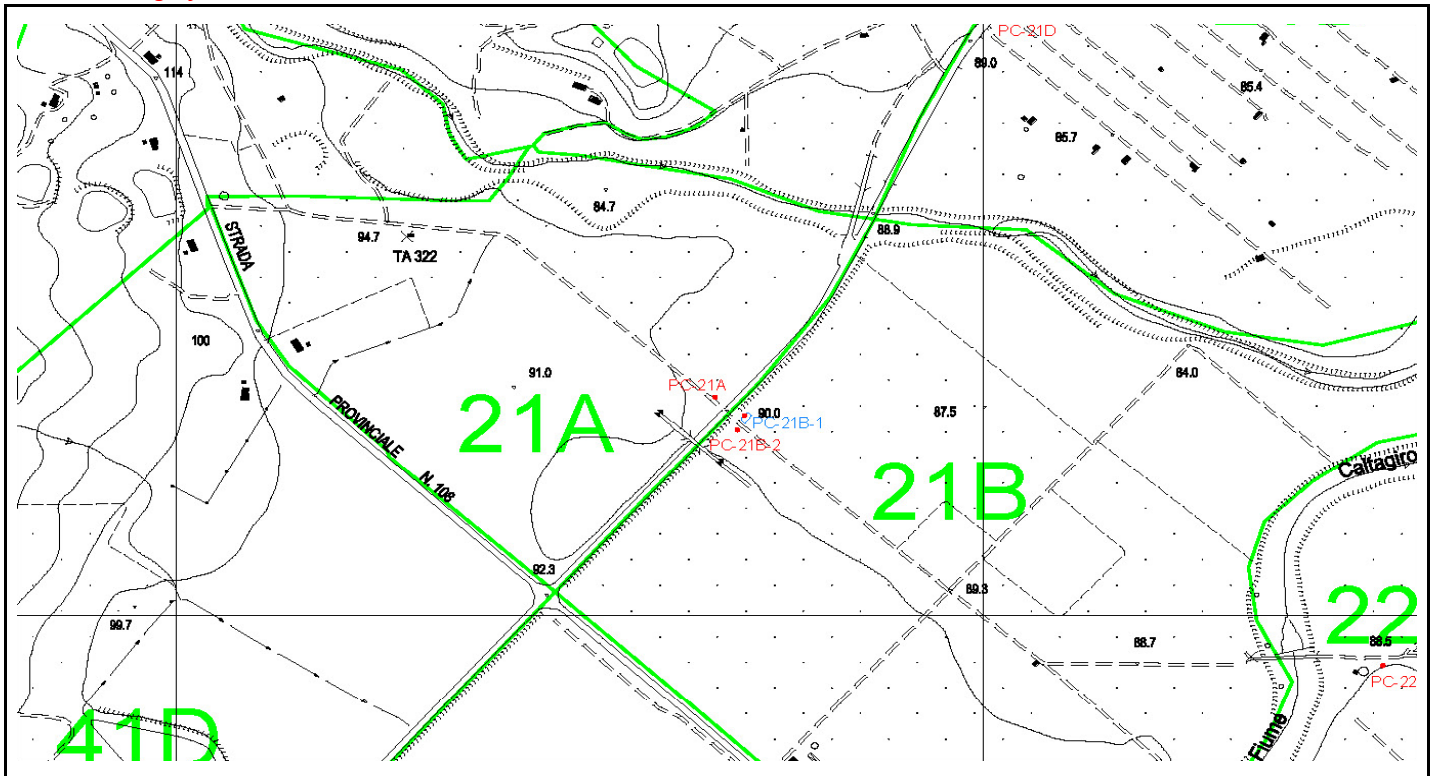 PC-21D
89.0
114
85.4
85.7
84.7
88.9
STRADA
94.7
TA 322
100
91.0
84.0
PC-21A
PROVINCIALE N. 108
21A
90.0
PC-21B-1
87.5
PC-21B-2
Caltagiro
21B
92.3
89.3
99.7
22
88.7
88.5
PC-22
41D
Fiume